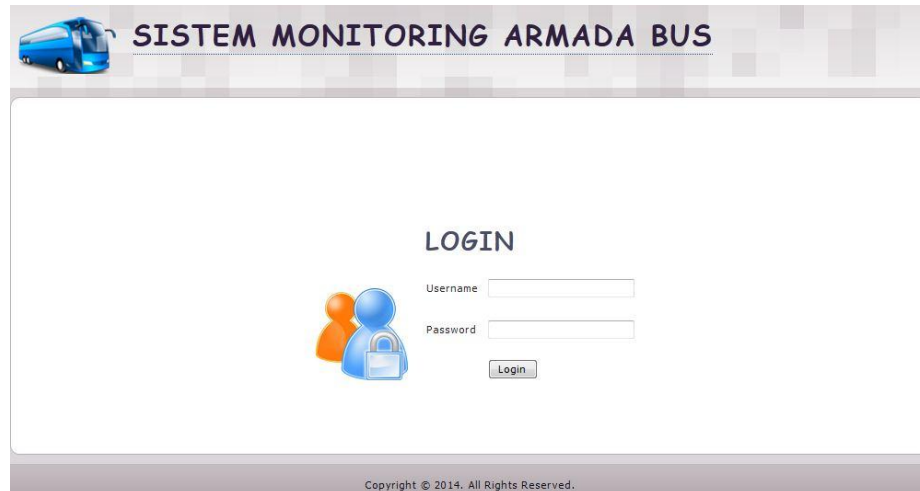 SISTEM MONITORING ARMADA BUS
LOGIN
Username
Password
Login
Copyright © 2014. All Rights Reserved.